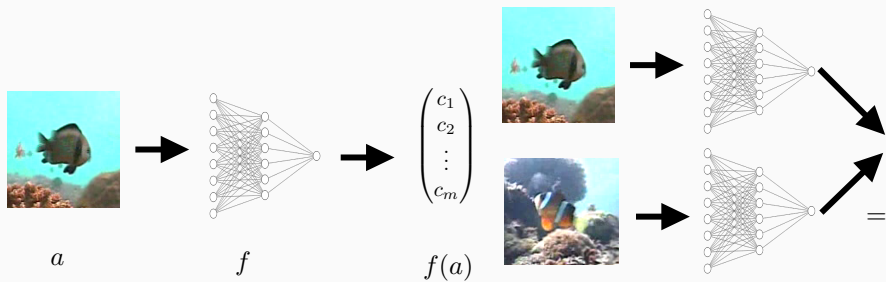 c₁
c₂
⋮
cₘ
a
f
f(a)
=